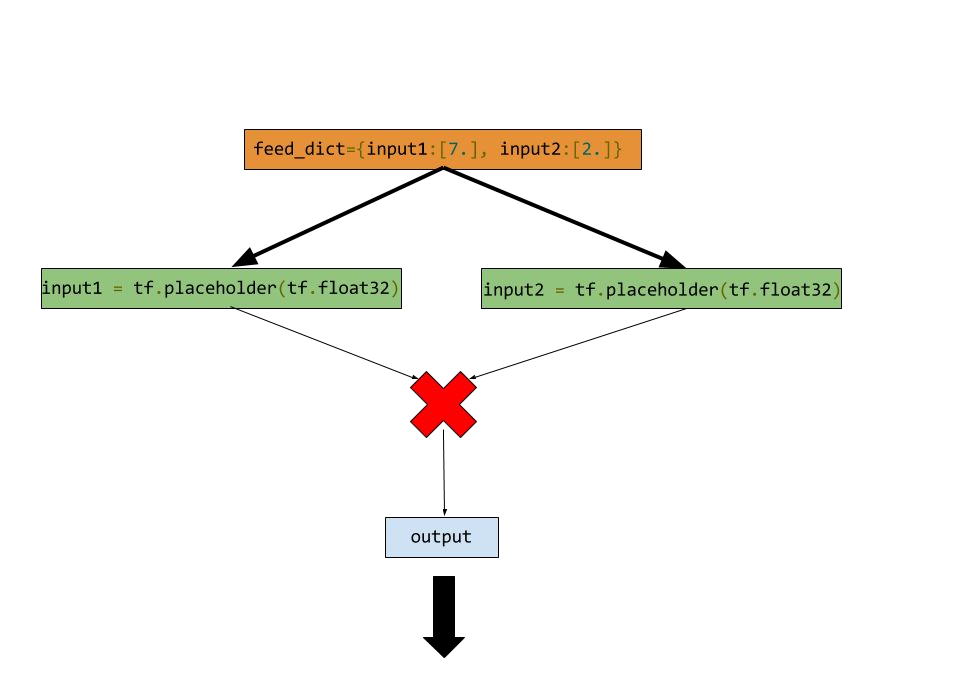 feed_dict={input1:[7.], input2:[2.]}
input1 = tf.placeholder(tf.float32)
input2 = tf.placeholder(tf.float32)
output